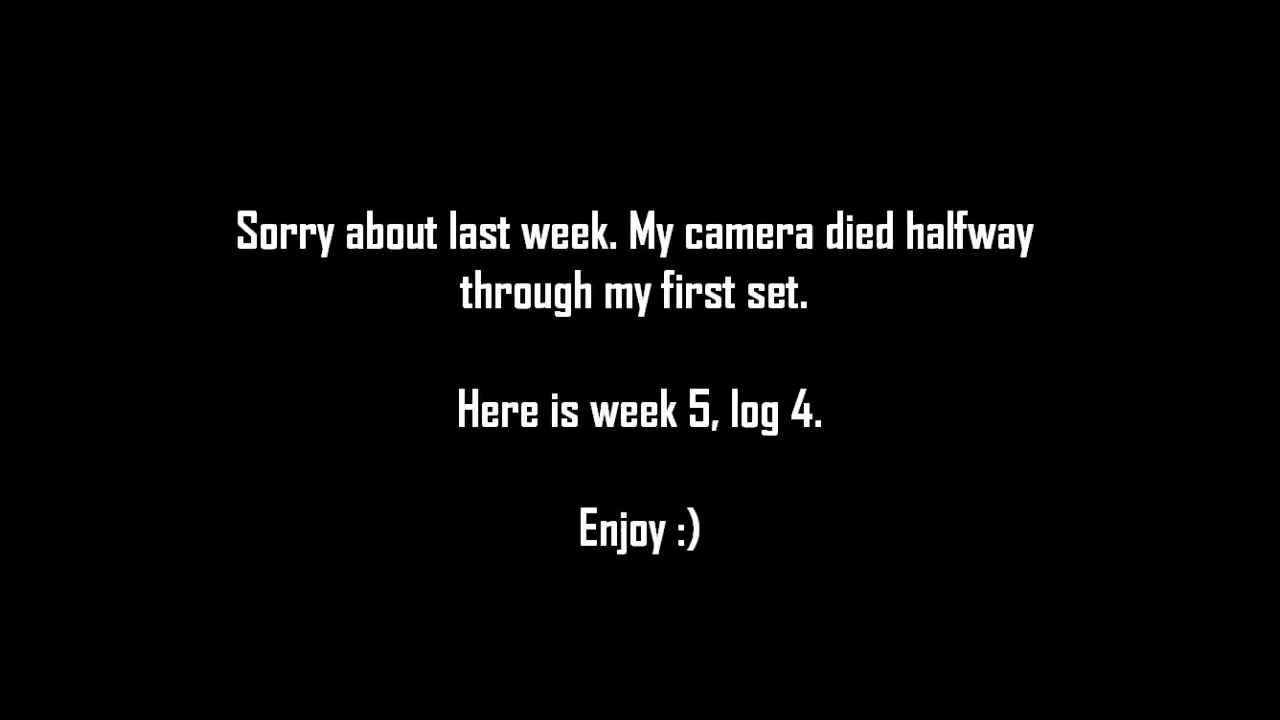 Sorry about last week. My camera died halfway
through my first set.
Here is week 5, log 4.
Enjoy :)